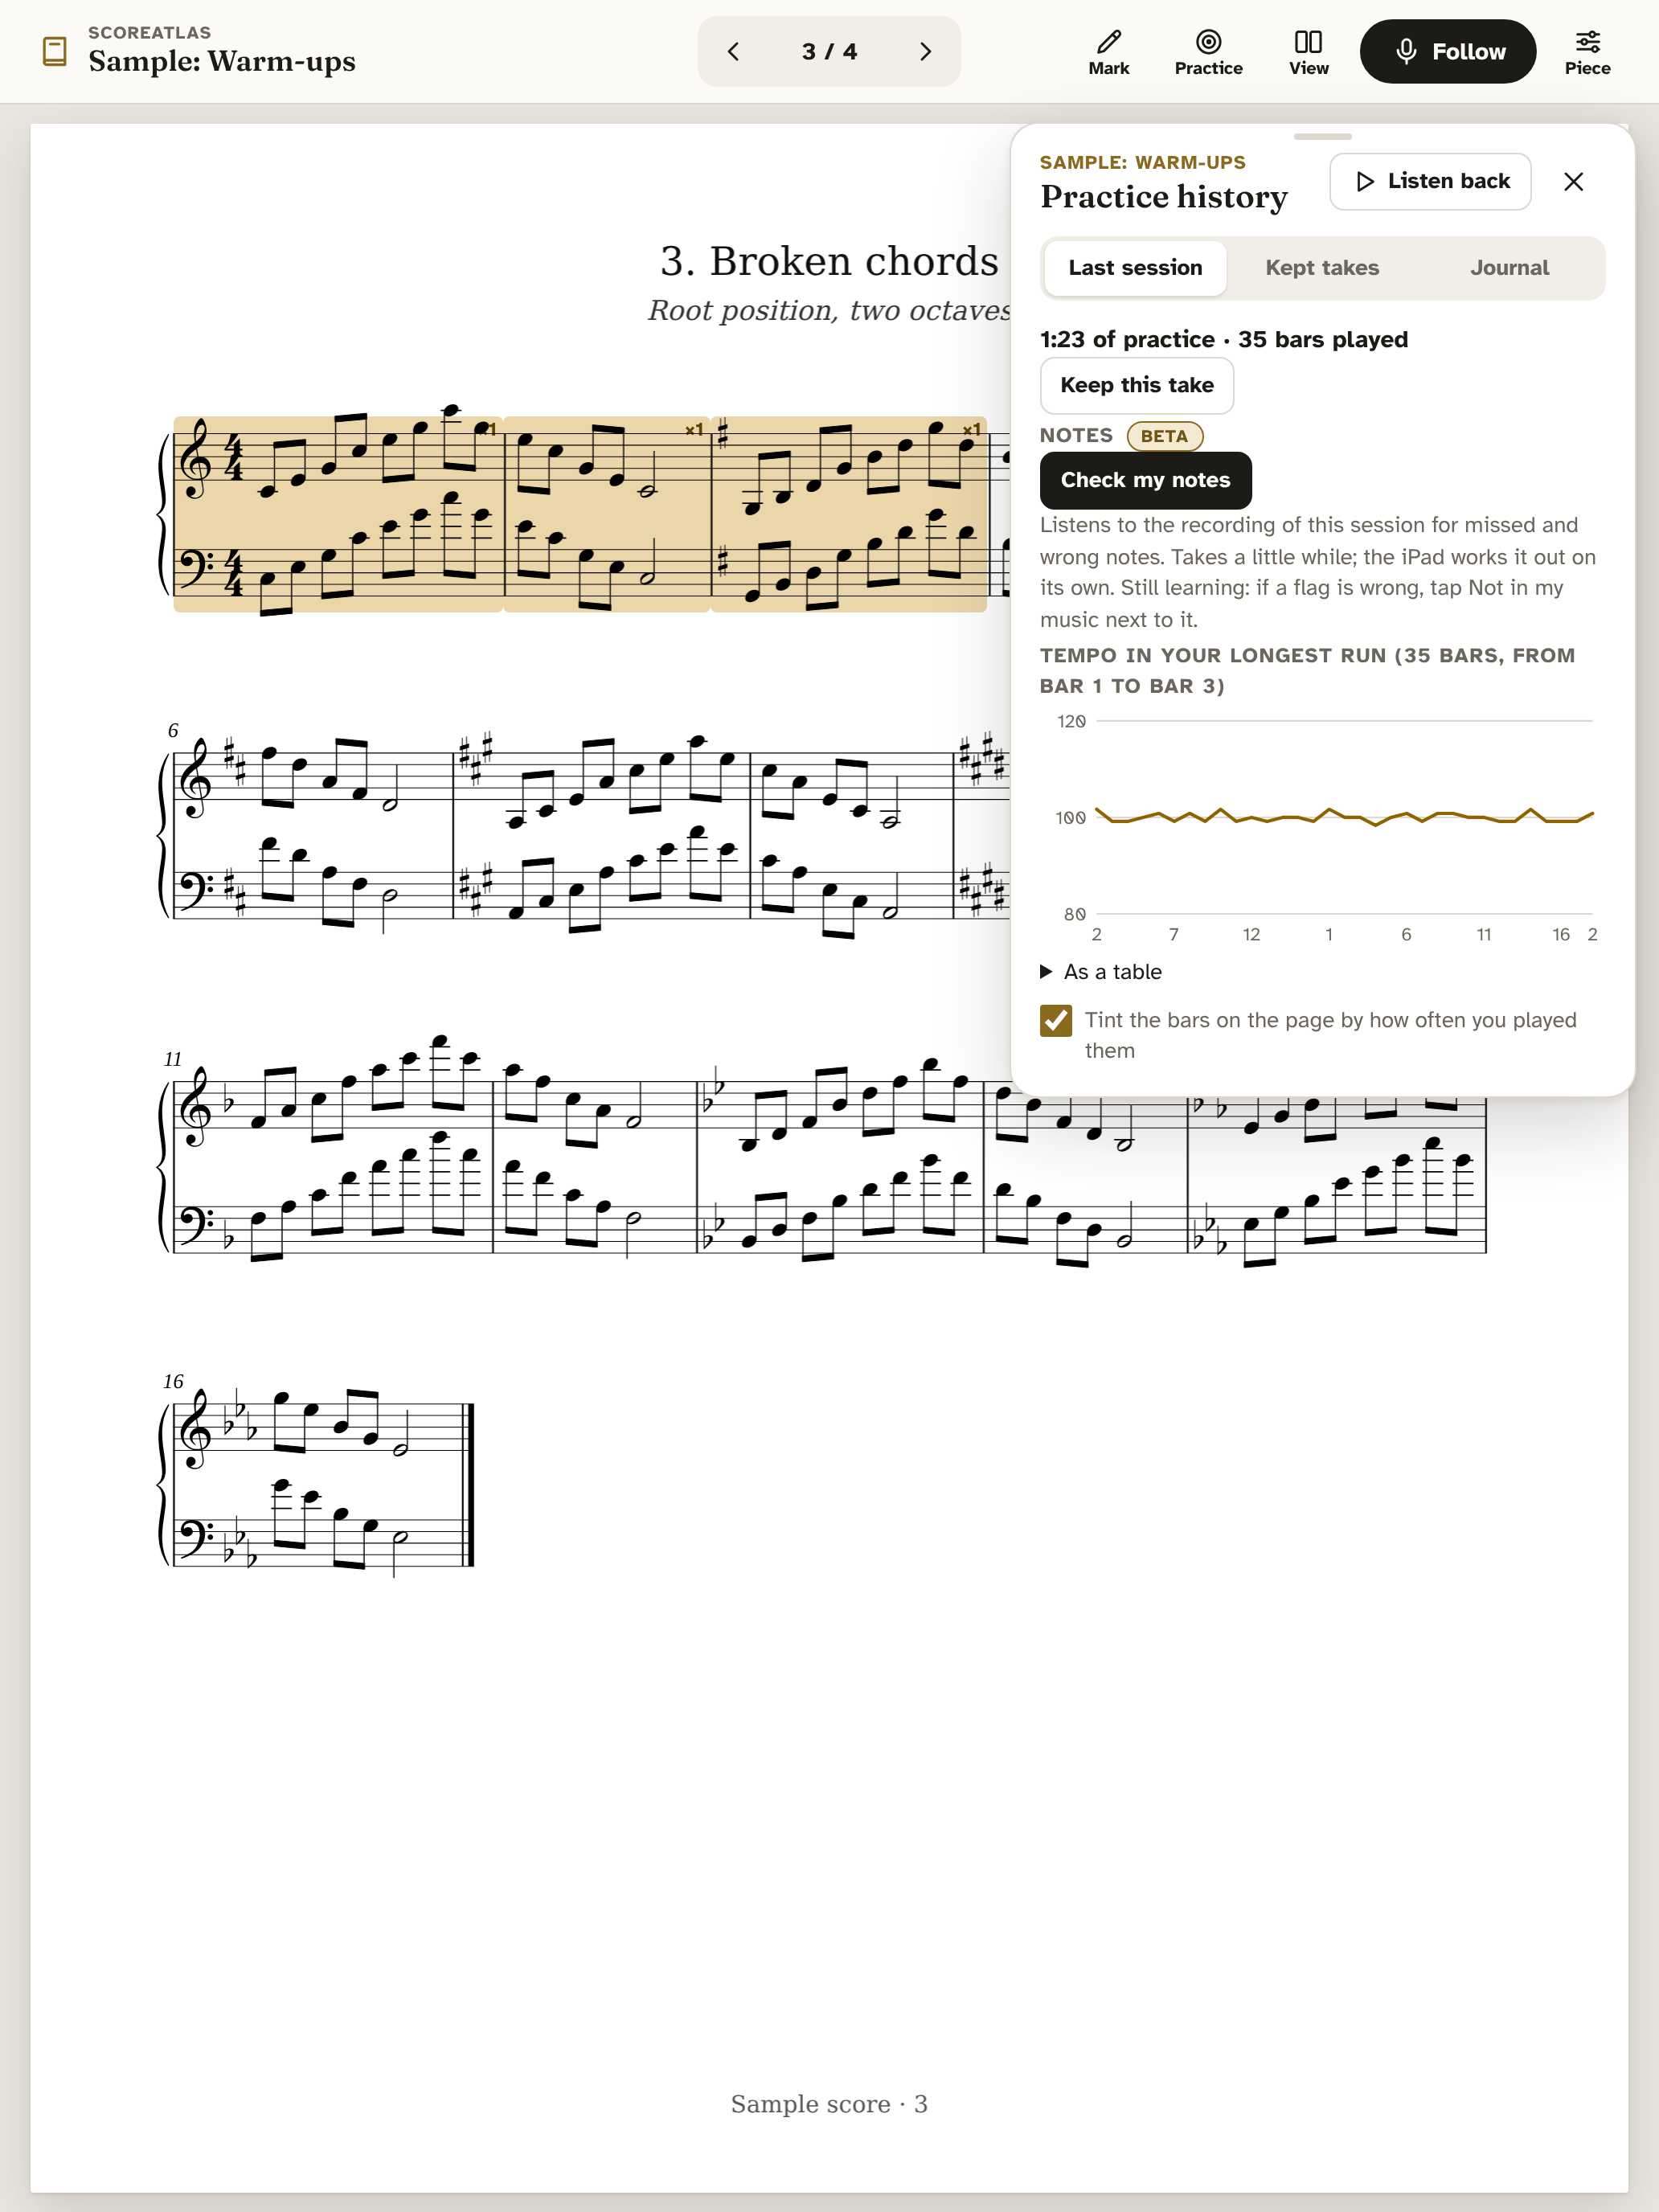 SCOREATLAS
Sample: Warm-ups
3 / 4
Mark
Practice
View
Follow
Piece
3. Broken chords
Root position, two octaves
SAMPLE: WARM-UPS
Practice history
Listen back
Last session
Kept takes
Journal
1:23 of practice · 35 bars played
Keep this take
NOTES BETA
Check my notes
Listens to the recording of this session for missed and
wrong notes. Takes a little while; the iPad works it out on
its own. Still learning: if a flag is wrong, tap Not in my
music next to it.
TEMPO IN YOUR LONGEST RUN (35 BARS, FROM
BAR 1 TO BAR 3)
120
100
80
2 7 12 1 6 11 16 2
As a table
Tint the bars on the page by how often you played
them
×1 ×1 ×1
6
11
16
Sample score · 3